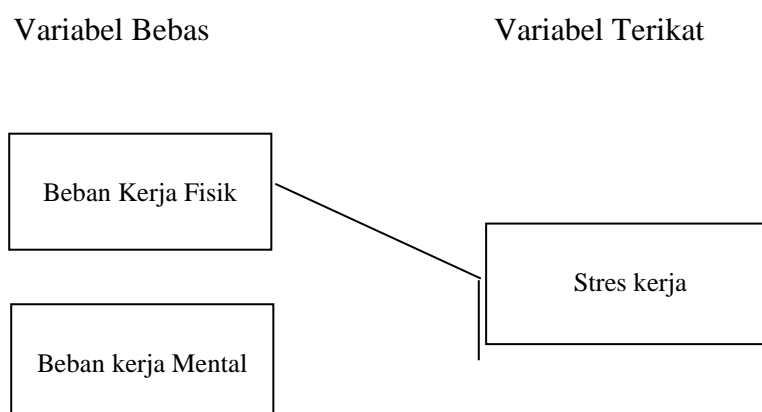 Variabel Bebas
Variabel Terikat
Beban Kerja Fisik
Stres kerja
Beban kerja Mental